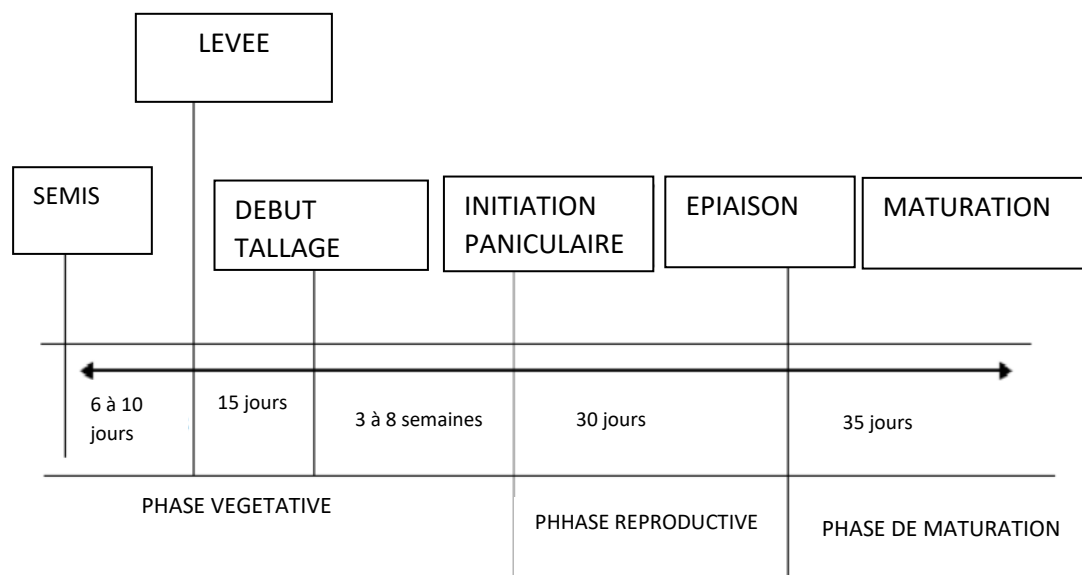 LEVEE
SEMIS
DEBUT
TALLAGE
INITIATION
PANICULAIRE
EPIAISON
MATURATION
6 à 10
jours
15 jours
3 à 8 semaines
30 jours
35 jours
PHASE VEGETATIVE
PHHASE REPRODUCTIVE
PHASE DE MATURATION